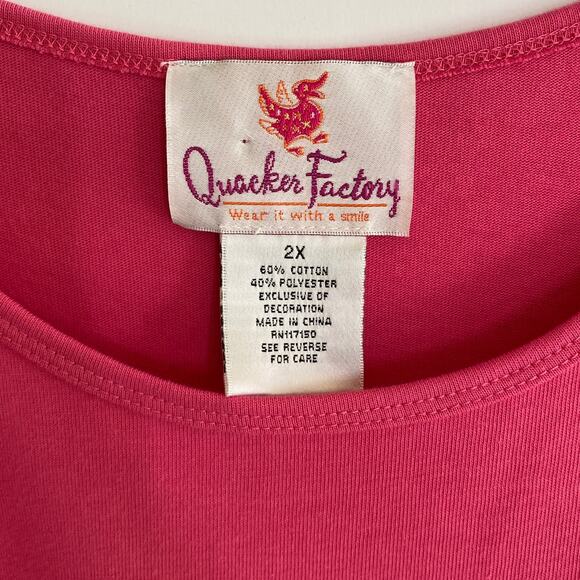 Quacker Factory
Wear it with a smile
2X
60% COTTON
40% POLYESTER
EXCLUSIVE OF
DECORATION
MADE IN CHINA
RN117150
SEE REVERSE
FOR CARE